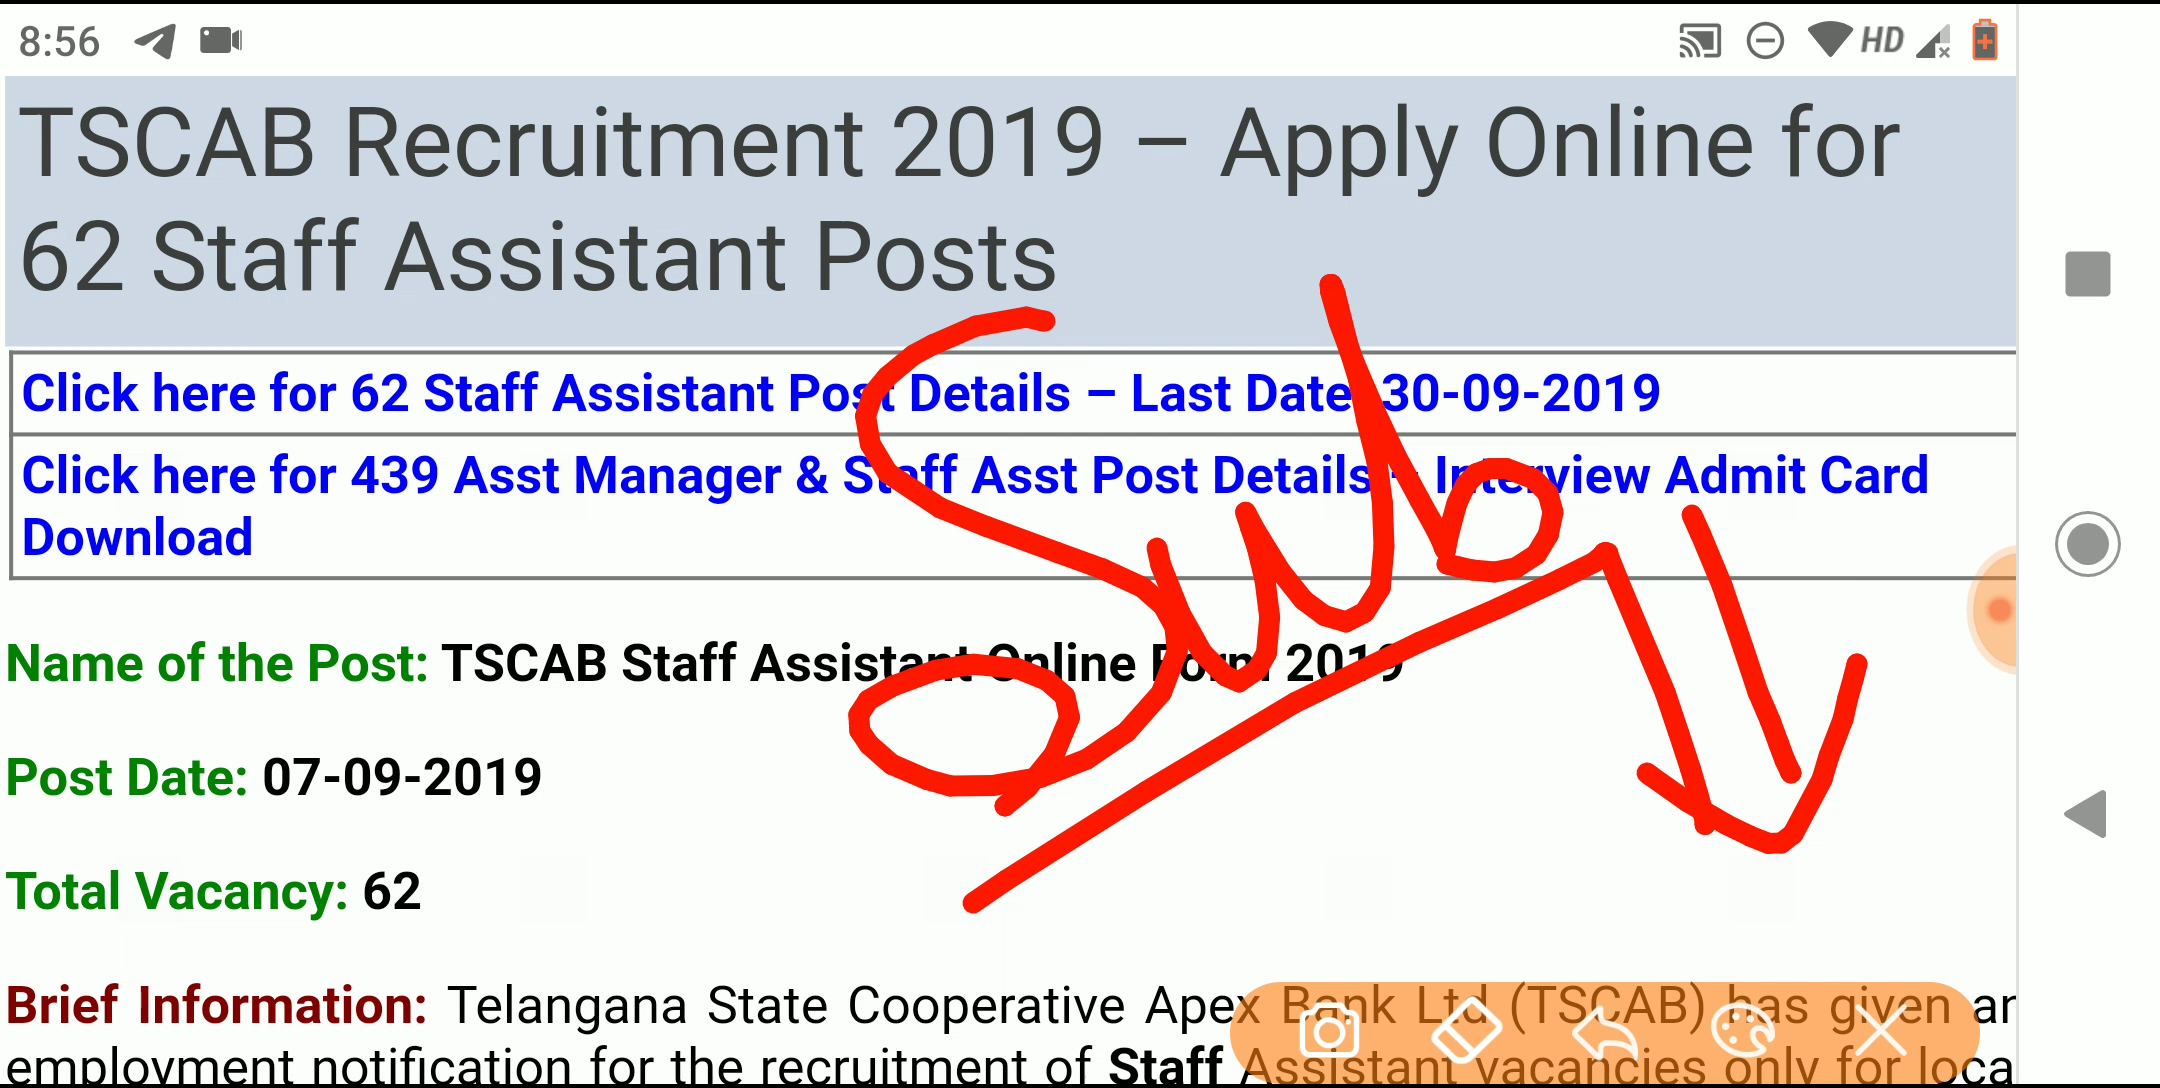 8:56 HD
TSCAB Recruitment 2019 – Apply Online for
62 Staff Assistant Posts
Click here for 62 Staff Assistant Post Details – Last Date: 30-09-2019
Click here for 439 Asst Manager & Staff Asst Post Details – Interview Admit Card
Download
Sub
Name of the Post: TSCAB Staff Assistant Online Form 2019
Post Date: 07-09-2019
Total Vacancy: 62
Brief Information: Telangana State Cooperative Apex Bank Ltd (TSCAB) has given an
employment notification for the recruitment of Staff Assistant vacancies only for loca